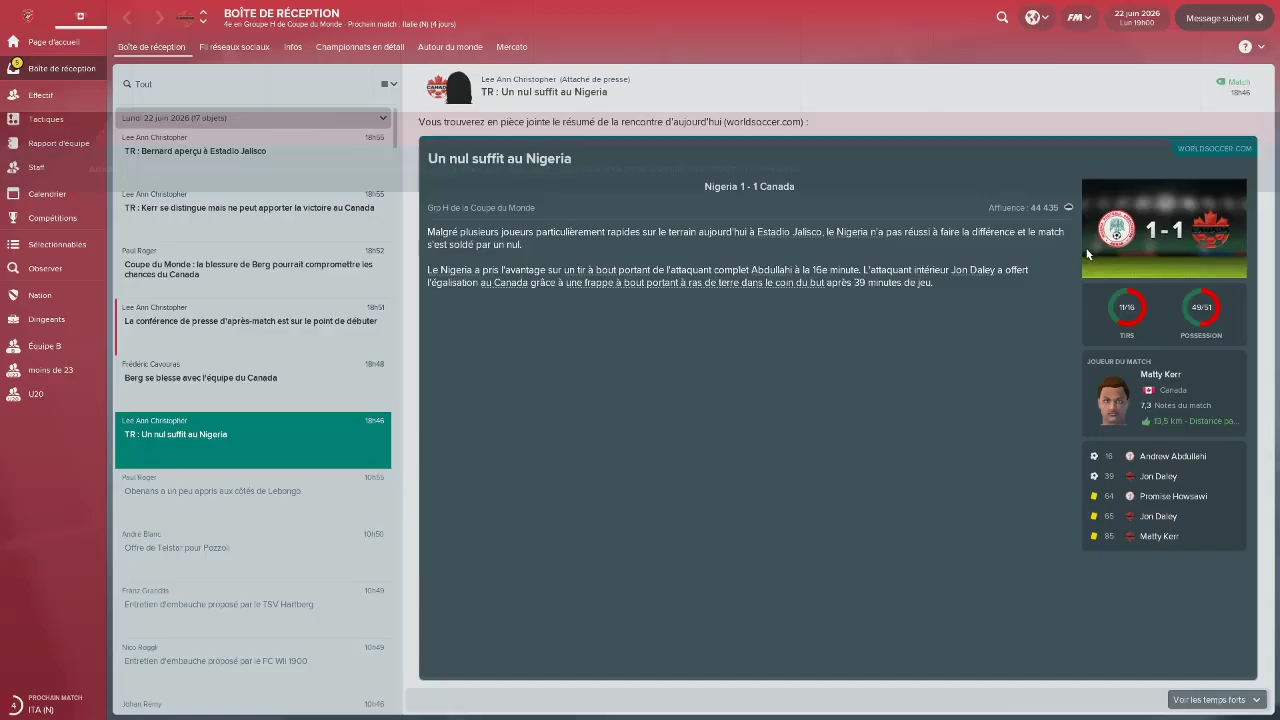 BOÎTE DE RÉCEPTION
4e en Groupe H de Coupe du Monde - Prochain match : Italie (N) (4 jours)
FM
22 juin 2026
Lun 19h00
Message suivent
Page d'accueil
5
Boîte de réception
Effectif
Tactiques
Rapport d'équipe
Staff
Calendrier
Compétitions
Sélectionnables
Observer
Nation
Dirigeants
Équipe B
moins de 23
U20
4
PROCHAIN MATCH
ITA (N)
Boîte de réception
Fil réseaux sociaux
Infos
Championnats en détail
Autour du monde
Mercato
?
Tout
Lundi 22 juin 2026 (17 objets)
Lee Ann Christopher 18h55
TR : Bernard aperçu à Estadio Jalisco
Lee Ann Christopher 18h55
TR : Kerr se distingue mais ne peut apporter la victoire au Canada
Paul Roger 18h52
Coupe du Monde : la blessure de Berg pourrait compromettre les
chances du Canada
Lee Ann Christopher 18h51
La conférence de presse d'après-match est sur le point de débuter
Frédéric Cavouras 18h48
Berg se blesse avec l'équipe du Canada
Lee Ann Christopher 18h46
TR : Un nul suffit au Nigeria
Paul Roger 10h55
Obenans a un peu appris aux côtés de Lebongo
André Blanc 10h50
Offre de Telstar pour Pozzoli
Franz Grandits 10h49
Entretien d'embauche proposé par le TSV Hartberg
Nico Roggli 10h49
Entretien d'embauche proposé par le FC Wil 1900
Johan Rémy 10h46
CANADA
Lee Ann Christopher (Attaché de presse)
TR : Un nul suffit au Nigeria
Match
18h46
Vous trouverez en pièce jointe le résumé de la rencontre d'aujourd'hui (worldsoccer.com) :
Un nul suffit au Nigeria
WORLDSOCCER.COM
Nigeria 1 - 1 Canada
Grp H de la Coupe du Monde
Affluence : 44 435
Malgré plusieurs joueurs particulièrement rapides sur le terrain aujourd'hui à Estadio Jalisco, le Nigeria n'a pas réussi à faire la différence et le match
s'est soldé par un nul.
Le Nigeria a pris l'avantage sur un tir à bout portant de l'attaquant complet Abdullahi à la 16e minute. L'attaquant intérieur Jon Daley a offert
l'égalisation au Canada grâce à une frappe à bout portant à ras de terre dans le coin du but après 39 minutes de jeu.
1 - 1
11/16
TIRS
49/51
POSSESSION
JOUEUR DU MATCH
Matty Kerr
Canada
7,3 Notes du match
13,5 km - Distance pa...
16 Andrew Abdullahi
39 Jon Daley
64 Promise Howsawi
65 Jon Daley
85 Matty Kerr
Voir les temps forts